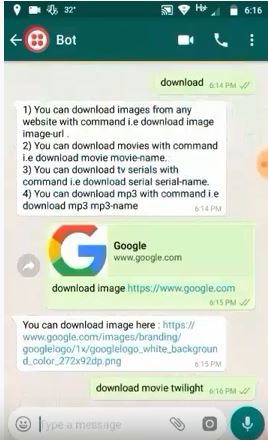 32° H+ 6:16
Bot
download 6:14 PM
1) You can download images from any
website with command i.e download image
image-url .
2) You can download movies with command
i.e download movie movie-name.
3) You can download tv serials with
command i.e download serial serial-name.
4) You can download mp3 with command i.e
download mp3 mp3-name
6:14 PM
Google
www.google.com
download image https://www.google.com
6:15 PM
You can download image here : https://
www.google.com/images/branding/
googlelogo/1x/googlelogo_white_backgroun
d_color_272x92dp.png
6:15 PM
download movie twilight 6:16 PM
Type a message